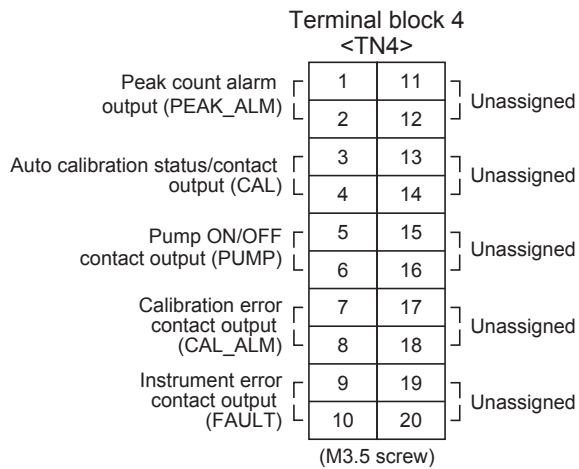 Terminal block 4
<TN4>
Peak count alarm
output (PEAK_ALM)
1 11
2 12
Unassigned
Auto calibration status/contact
output (CAL)
3 13
4 14
Unassigned
Pump ON/OFF
contact output (PUMP)
5 15
6 16
Unassigned
Calibration error
contact output
(CAL_ALM)
7 17
8 18
Unassigned
Instrument error
contact output
(FAULT)
9 19
10 20
Unassigned
(M3.5 screw)